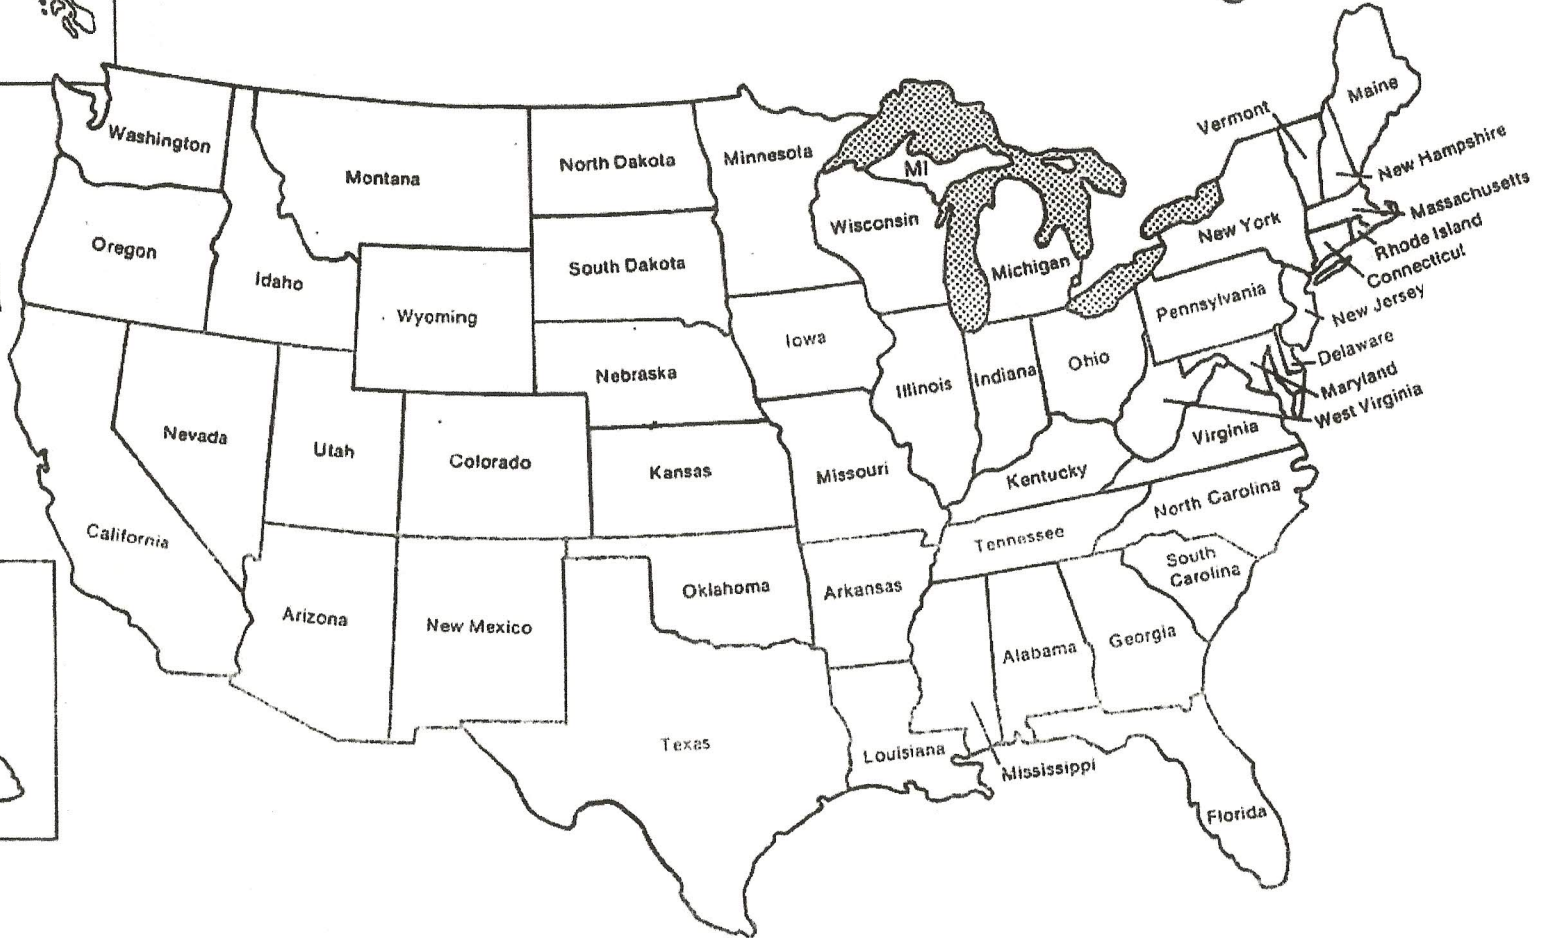 Maine
Vermont
Washington
North Dakota
Minnesota
MI
New Hampshire
Montana
Massachusetts
Wisconsin
New York
Rhode Island
Oregon
South Dakota
Michigan
Connecticut
Idaho
Pennsylvania
New Jersey
Wyoming
Iowa
Delaware
Ohio
Nebraska
Illinois
Indiana
Maryland
West Virginia
Nevada
Utah
Colorado
Kansas
Missouri
Kentucky
Virginia
California
North Carolina
Tennessee
South
Carolina
Arizona
New Mexico
Oklahoma
Arkansas
Alabama
Georgia
Texas
Louisiana
Mississippi
Florida